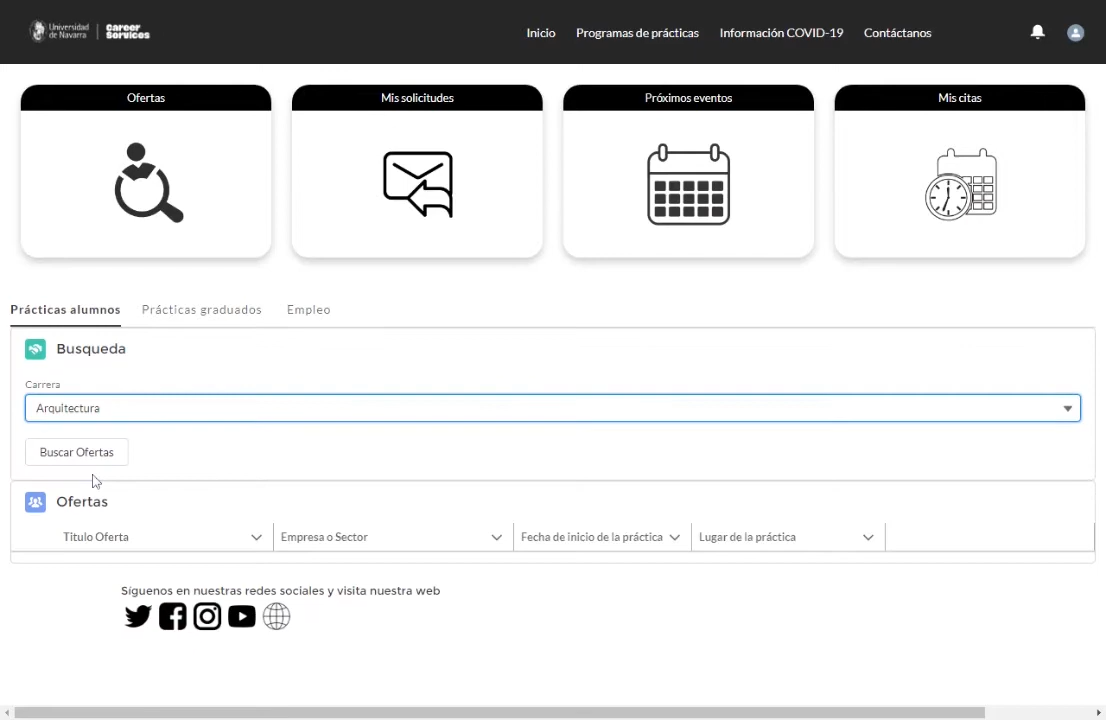 Universidad
de Navarra
Career
Services
Inicio
Programas de prácticas
Información COVID-19
Contáctanos
Ofertas
Mis solicitudes
Próximos eventos
Mis citas
Prácticas alumnos
Prácticas graduados
Empleo
Busqueda
Carrera
Arquitectura
Buscar Ofertas
Ofertas
Titulo Oferta
Empresa o Sector
Fecha de inicio de la práctica
Lugar de la práctica
Síguenos en nuestras redes sociales y visita nuestra web